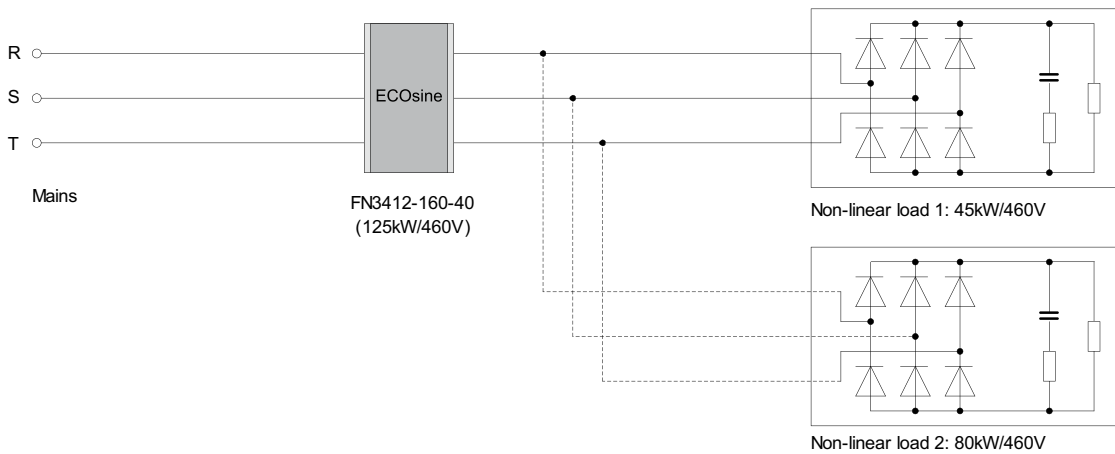 R
S
T
Mains
ECOsine
FN3412-160-40
(125kW/460V)
Non-linear load 1: 45kW/460V
Non-linear load 2: 80kW/460V